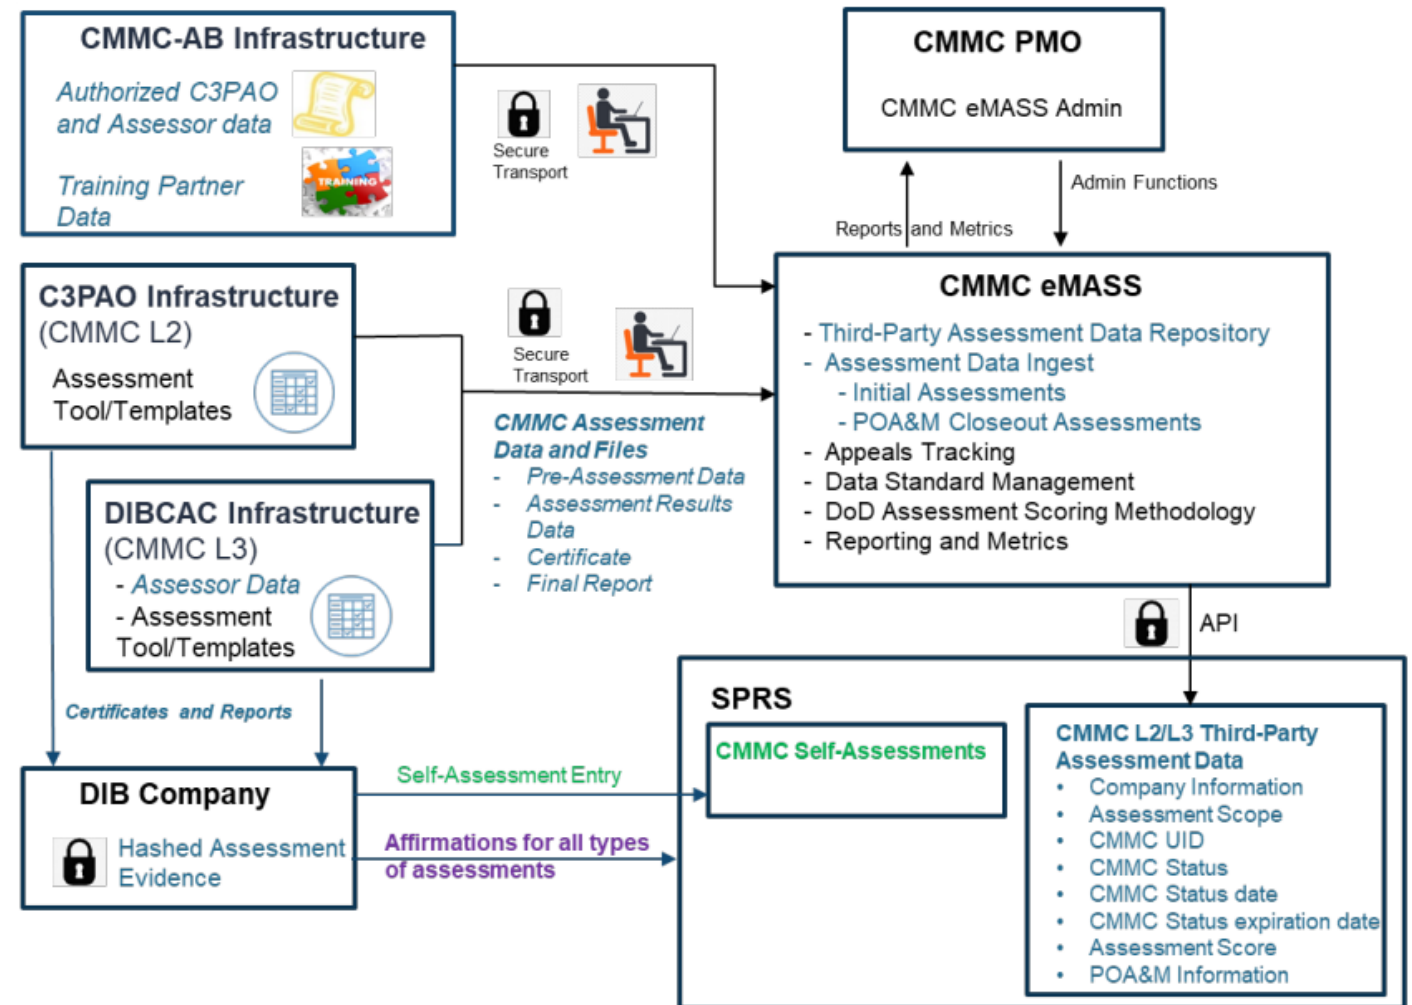 CMMC-AB Infrastructure
Authorized C3PAO
and Assessor data
TRAINING
Training Partner
Data
Secure
Transport
CMMC PMO
CMMC eMASS Admin
Admin Functions
Reports and Metrics
C3PAO Infrastructure
(CMMC L2)
Assessment
Tool/Templates
Secure
Transport
CMMC eMASS
- Third-Party Assessment Data Repository
- Assessment Data Ingest
- Initial Assessments
- POA&M Closeout Assessments
- Appeals Tracking
- Data Standard Management
- DoD Assessment Scoring Methodology
- Reporting and Metrics
CMMC Assessment
Data and Files
- Pre-Assessment Data
- Assessment Results
Data
- Certificate
- Final Report
DIBCAC Infrastructure
(CMMC L3)
- Assessor Data
- Assessment
Tool/Templates
Certificates and Reports
API
DIB Company
Hashed Assessment
Evidence
Self-Assessment Entry
Affirmations for all types
of assessments
SPRS
CMMC Self-Assessments
CMMC L2/L3 Third-Party
Assessment Data
• Company Information
• Assessment Scope
• CMMC UID
• CMMC Status
• CMMC Status date
• CMMC Status expiration date
• Assessment Score
• POA&M Information